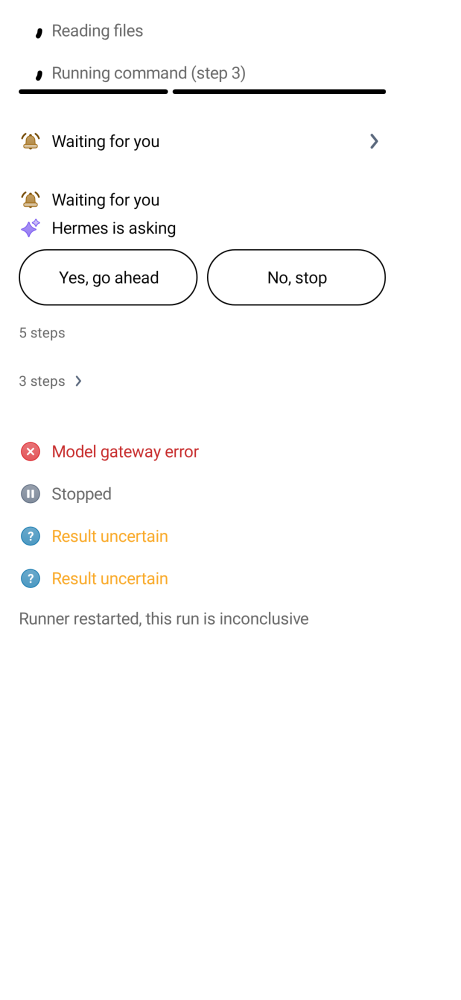 Reading files
Running command (step 3)
Waiting for you
Waiting for you
Hermes is asking
Yes, go ahead
No, stop
5 steps
3 steps
Model gateway error
Stopped
Result uncertain
Result uncertain
Runner restarted, this run is inconclusive